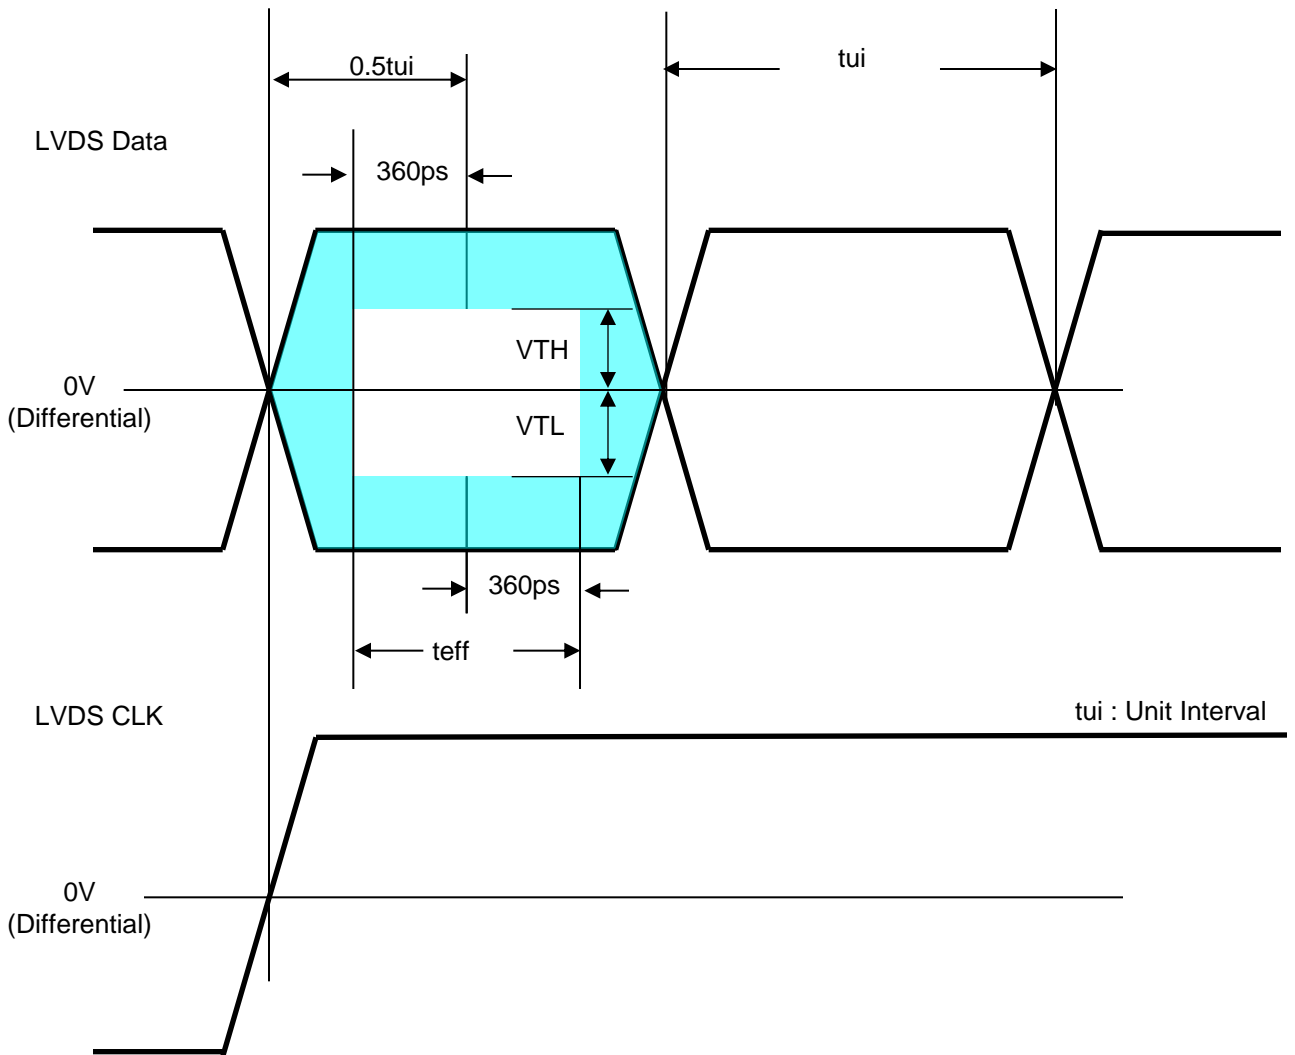 0.5tui
tui
LVDS Data
360ps
VTH
0V
(Differential)
VTL
360ps
teff
LVDS CLK
tui : Unit Interval
0V
(Differential)